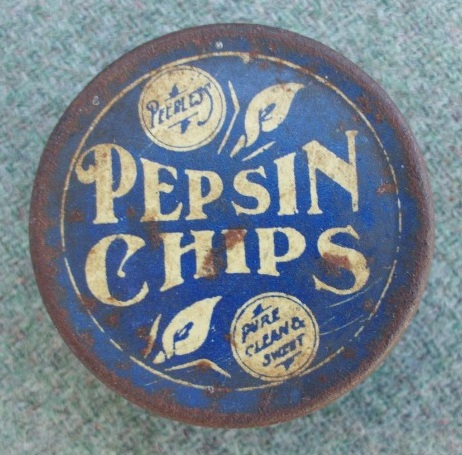 PEERLESS
PEPSIN
CHIPS
PURE
CLEAN &
SWEET